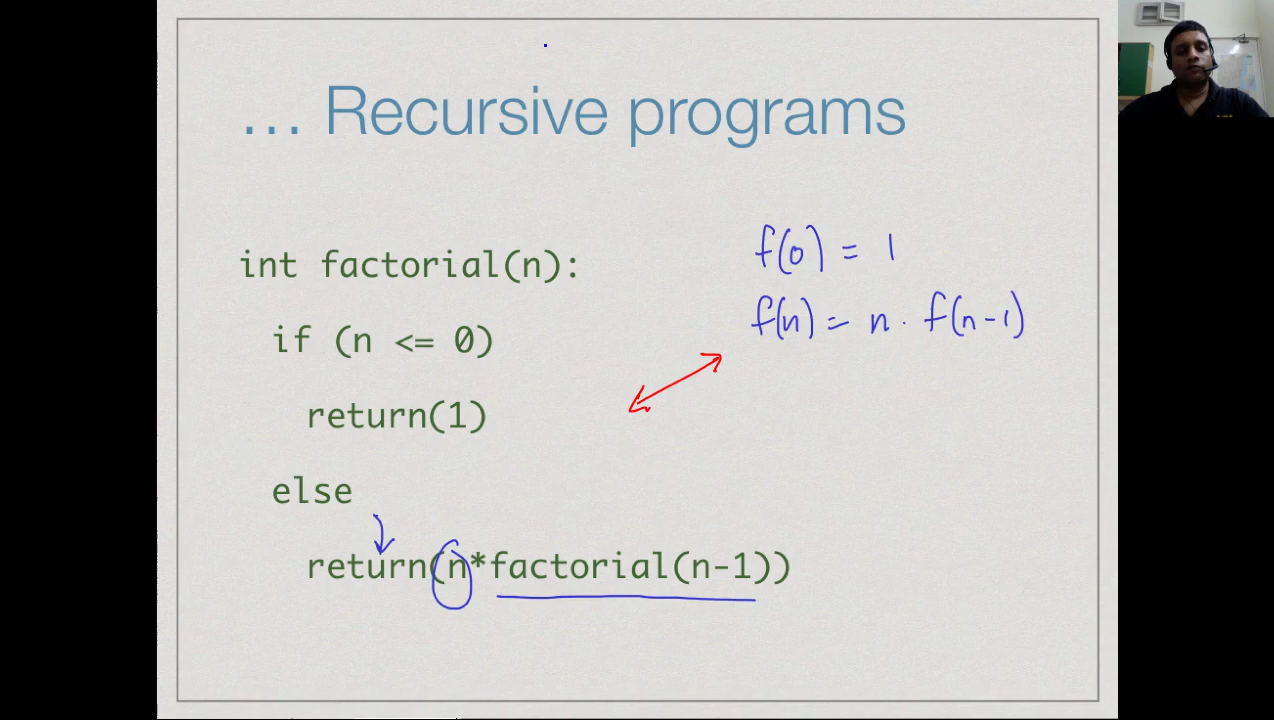 ... Recursive programs
int factorial(n):
if (n <= 0)
return(1)
else
return(n*factorial(n-1))
f(0) = 1
f(n) = n . f(n-1)